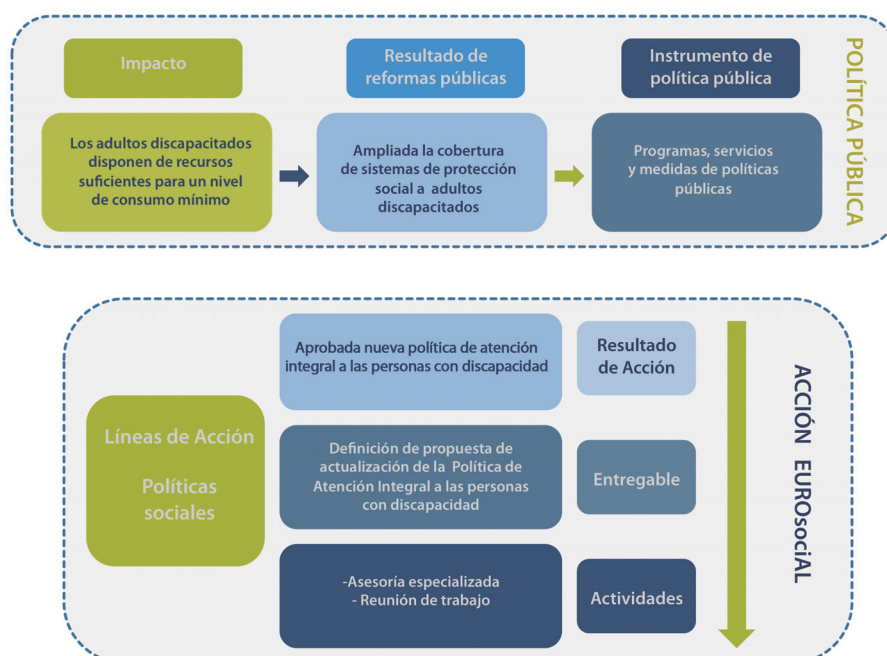 Impacto
Resultado de
reformas públicas
Instrumento de
política pública
Los adultos discapacitados
disponen de recursos
suficientes para un nivel
de consumo mínimo
Ampliada la cobertura
de sistemas de protección
social a adultos
discapacitados
Programas, servicios
y medidas de políticas
públicas
POLÍTICA PÚBLICA
Líneas de Acción
Políticas
sociales
Aprobada nueva política de atención
integral a las personas con discapacidad
Resultado
de Acción
Definición de propuesta de
actualización de la Política de
Atención Integral a las personas
con discapacidad
Entregable
-Asesoría especializada
- Reunión de trabajo
Actividades
ACCIÓN EUROsociAL